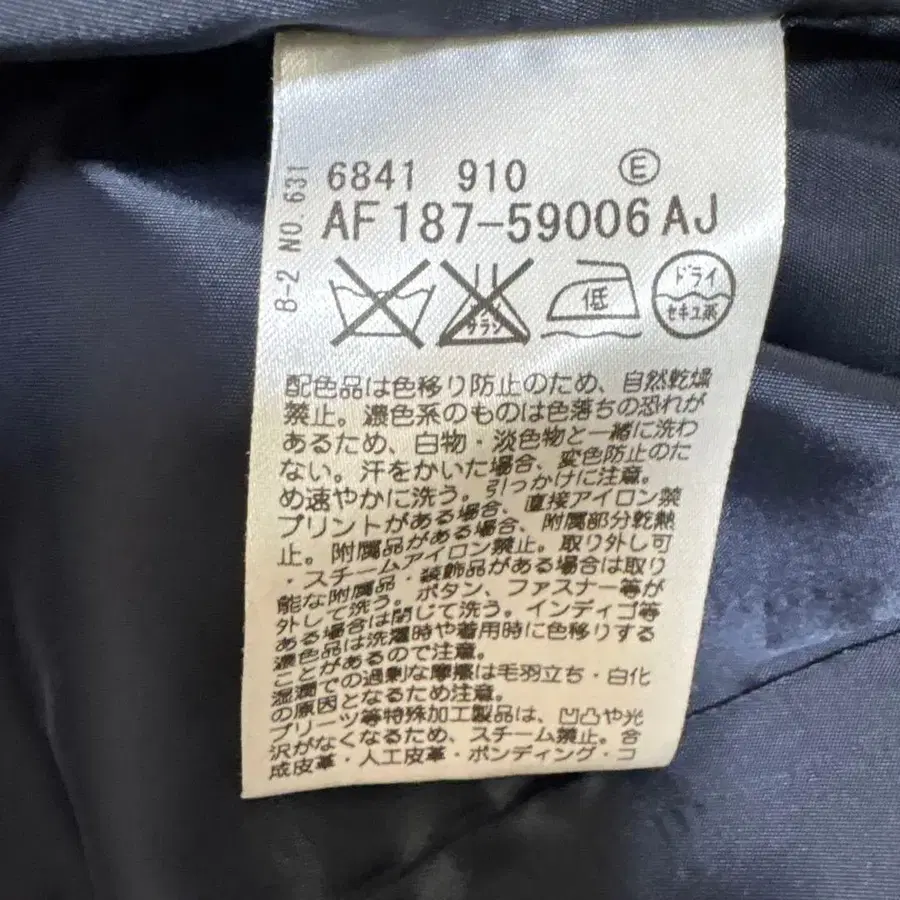 6841 910 E
AF 187-59006 AJ
B-2 NO. 631
サラシ
低
ドライ
セキユ系
配色品は色移り防止のため、自然乾燥
禁止。濃色系のものは色落ちの恐れが
あるため、白物・淡色物と一緒に洗わ
ない。汗をかいた場合、変色防止のた
め速やかに洗う。引っかけに注意。
プリントがある場合、直接アイロン禁
止。附属品がある場合、附属部分乾熱
・スチームアイロン禁止。取り外し可
能な附属品・装飾品がある場合は取り
外して洗う。ボタン、ファスナー等が
ある場合は閉じて洗う。インディゴ等
濃色品は洗濯時や着用時に色移りする
ことがあるので注意。
湿潤での過剰な摩擦は毛羽立ち・白化
の原因となるため注意。
プリーツ等特殊加工製品は、凹凸や光
沢がなくなるため、スチーム禁止。合
成皮革・人工皮革・ボンディング・コ